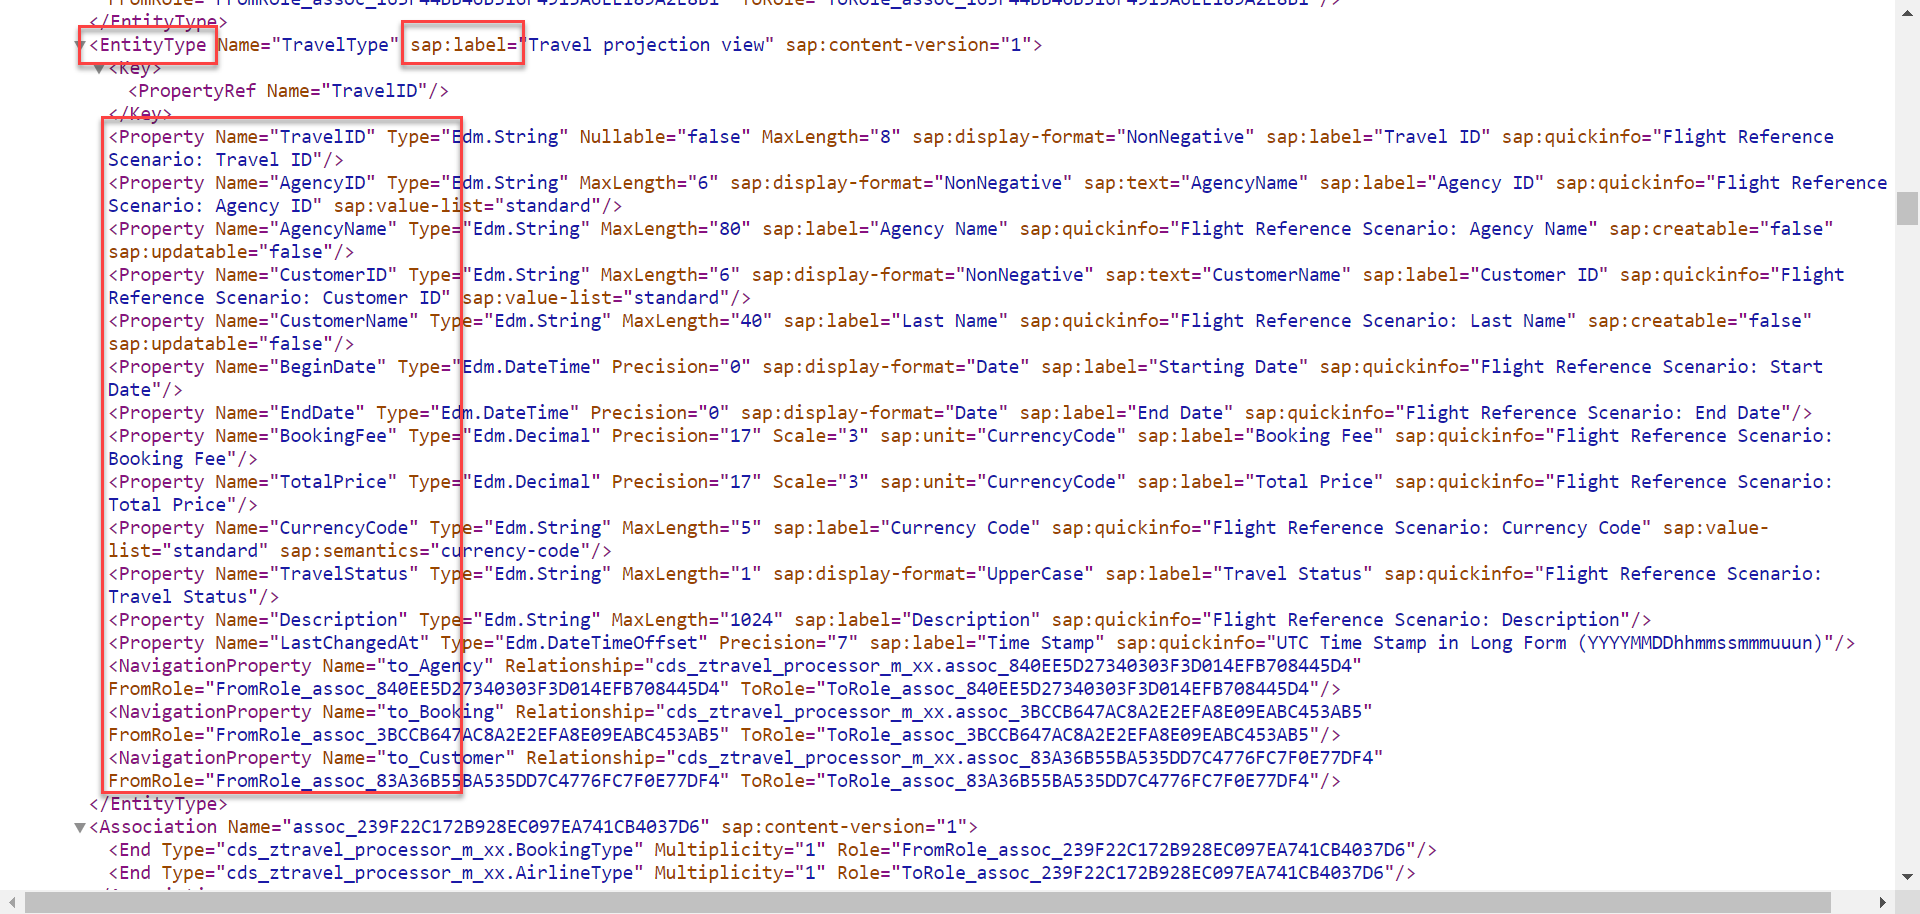 </EntityType>
▼<EntityType Name="TravelType" sap:label="Travel projection view" sap:content-version="1">
▼<Key>
<PropertyRef Name="TravelID"/>
</Key>
<Property Name="TravelID" Type="Edm.String" Nullable="false" MaxLength="8" sap:display-format="NonNegative" sap:label="Travel ID" sap:quickinfo="Flight Reference
Scenario: Travel ID"/>
<Property Name="AgencyID" Type="Edm.String" MaxLength="6" sap:display-format="NonNegative" sap:text="AgencyName" sap:label="Agency ID" sap:quickinfo="Flight Reference
Scenario: Agency ID" sap:value-list="standard"/>
<Property Name="AgencyName" Type="Edm.String" MaxLength="80" sap:label="Agency Name" sap:quickinfo="Flight Reference Scenario: Agency Name" sap:creatable="false"
sap:updatable="false"/>
<Property Name="CustomerID" Type="Edm.String" MaxLength="6" sap:display-format="NonNegative" sap:text="CustomerName" sap:label="Customer ID" sap:quickinfo="Flight
Reference Scenario: Customer ID" sap:value-list="standard"/>
<Property Name="CustomerName" Type="Edm.String" MaxLength="40" sap:label="Last Name" sap:quickinfo="Flight Reference Scenario: Last Name" sap:creatable="false"
sap:updatable="false"/>
<Property Name="BeginDate" Type="Edm.DateTime" Precision="0" sap:display-format="Date" sap:label="Starting Date" sap:quickinfo="Flight Reference Scenario: Start
Date"/>
<Property Name="EndDate" Type="Edm.DateTime" Precision="0" sap:display-format="Date" sap:label="End Date" sap:quickinfo="Flight Reference Scenario: End Date"/>
<Property Name="BookingFee" Type="Edm.Decimal" Precision="17" Scale="3" sap:unit="CurrencyCode" sap:label="Booking Fee" sap:quickinfo="Flight Reference Scenario:
Booking Fee"/>
<Property Name="TotalPrice" Type="Edm.Decimal" Precision="17" Scale="3" sap:unit="CurrencyCode" sap:label="Total Price" sap:quickinfo="Flight Reference Scenario:
Total Price"/>
<Property Name="CurrencyCode" Type="Edm.String" MaxLength="5" sap:label="Currency Code" sap:quickinfo="Flight Reference Scenario: Currency Code" sap:value-
list="standard" sap:semantics="currency-code"/>
<Property Name="TravelStatus" Type="Edm.String" MaxLength="1" sap:display-format="UpperCase" sap:label="Travel Status" sap:quickinfo="Flight Reference Scenario:
Travel Status"/>
<Property Name="Description" Type="Edm.String" MaxLength="1024" sap:label="Description" sap:quickinfo="Flight Reference Scenario: Description"/>
<Property Name="LastChangedAt" Type="Edm.DateTimeOffset" Precision="7" sap:label="Time Stamp" sap:quickinfo="UTC Time Stamp in Long Form (YYYYMMDDhhmmssmmmuuun)"/>
<NavigationProperty Name="to_Agency" Relationship="cds_ztravel_processor_m_xx.assoc_840EE5D27340303F3D014EFB708445D4"
FromRole="FromRole_assoc_840EE5D27340303F3D014EFB708445D4" ToRole="ToRole_assoc_840EE5D27340303F3D014EFB708445D4"/>
<NavigationProperty Name="to_Booking" Relationship="cds_ztravel_processor_m_xx.assoc_3BCCB647AC8A2E2EFA8E09EABC453AB5"
FromRole="FromRole_assoc_3BCCB647AC8A2E2EFA8E09EABC453AB5" ToRole="ToRole_assoc_3BCCB647AC8A2E2EFA8E09EABC453AB5"/>
<NavigationProperty Name="to_Customer" Relationship="cds_ztravel_processor_m_xx.assoc_83A36B55BA535DD7C4776FC7F0E77DF4"
FromRole="FromRole_assoc_83A36B55BA535DD7C4776FC7F0E77DF4" ToRole="ToRole_assoc_83A36B55BA535DD7C4776FC7F0E77DF4"/>
</EntityType>
▼<Association Name="assoc_239F22C172B928EC097EA741CB4037D6" sap:content-version="1">
<End Type="cds_ztravel_processor_m_xx.BookingType" Multiplicity="1" Role="FromRole_assoc_239F22C172B928EC097EA741CB4037D6"/>
<End Type="cds_ztravel_processor_m_xx.AirlineType" Multiplicity="1" Role="ToRole_assoc_239F22C172B928EC097EA741CB4037D6"/>